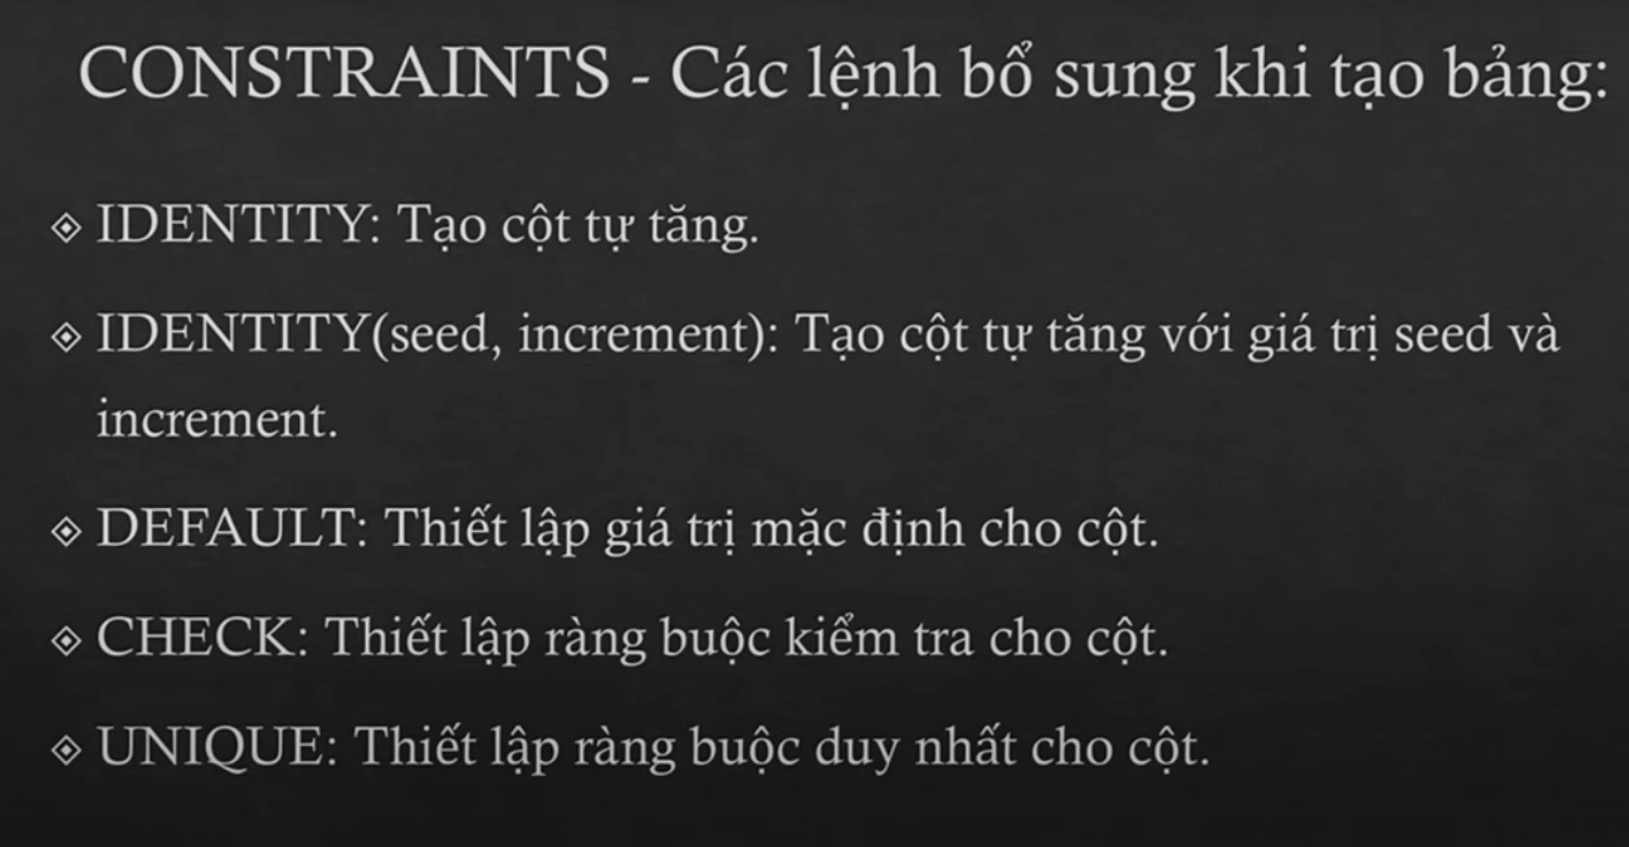 CONSTRAINTS - Các lệnh bổ sung khi tạo bảng:
IDENTITY: Tạo cột tự tăng.
IDENTITY(seed, increment): Tạo cột tự tăng với giá trị seed và
increment.
DEFAULT: Thiết lập giá trị mặc định cho cột.
CHECK: Thiết lập ràng buộc kiểm tra cho cột.
UNIQUE: Thiết lập ràng buộc duy nhất cho cột.